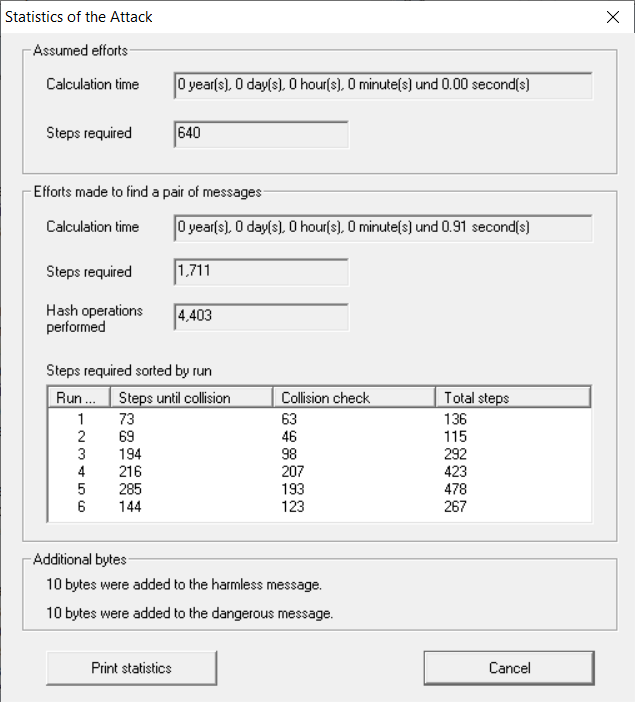 Statistics of the Attack
Assumed efforts
Calculation time 0 year(s), 0 day(s), 0 hour(s), 0 minute(s) und 0.00 second(s)
Steps required 640
Efforts made to find a pair of messages
Calculation time 0 year(s), 0 day(s), 0 hour(s), 0 minute(s) und 0.91 second(s)
Steps required 1,711
Hash operations
performed 4,403
Steps required sorted by run
Run ... Steps until collision Collision check Total steps
1 73 63 136
2 69 46 115
3 194 98 292
4 216 207 423
5 285 193 478
6 144 123 267
Additional bytes
10 bytes were added to the harmless message.
10 bytes were added to the dangerous message.
Print statistics Cancel